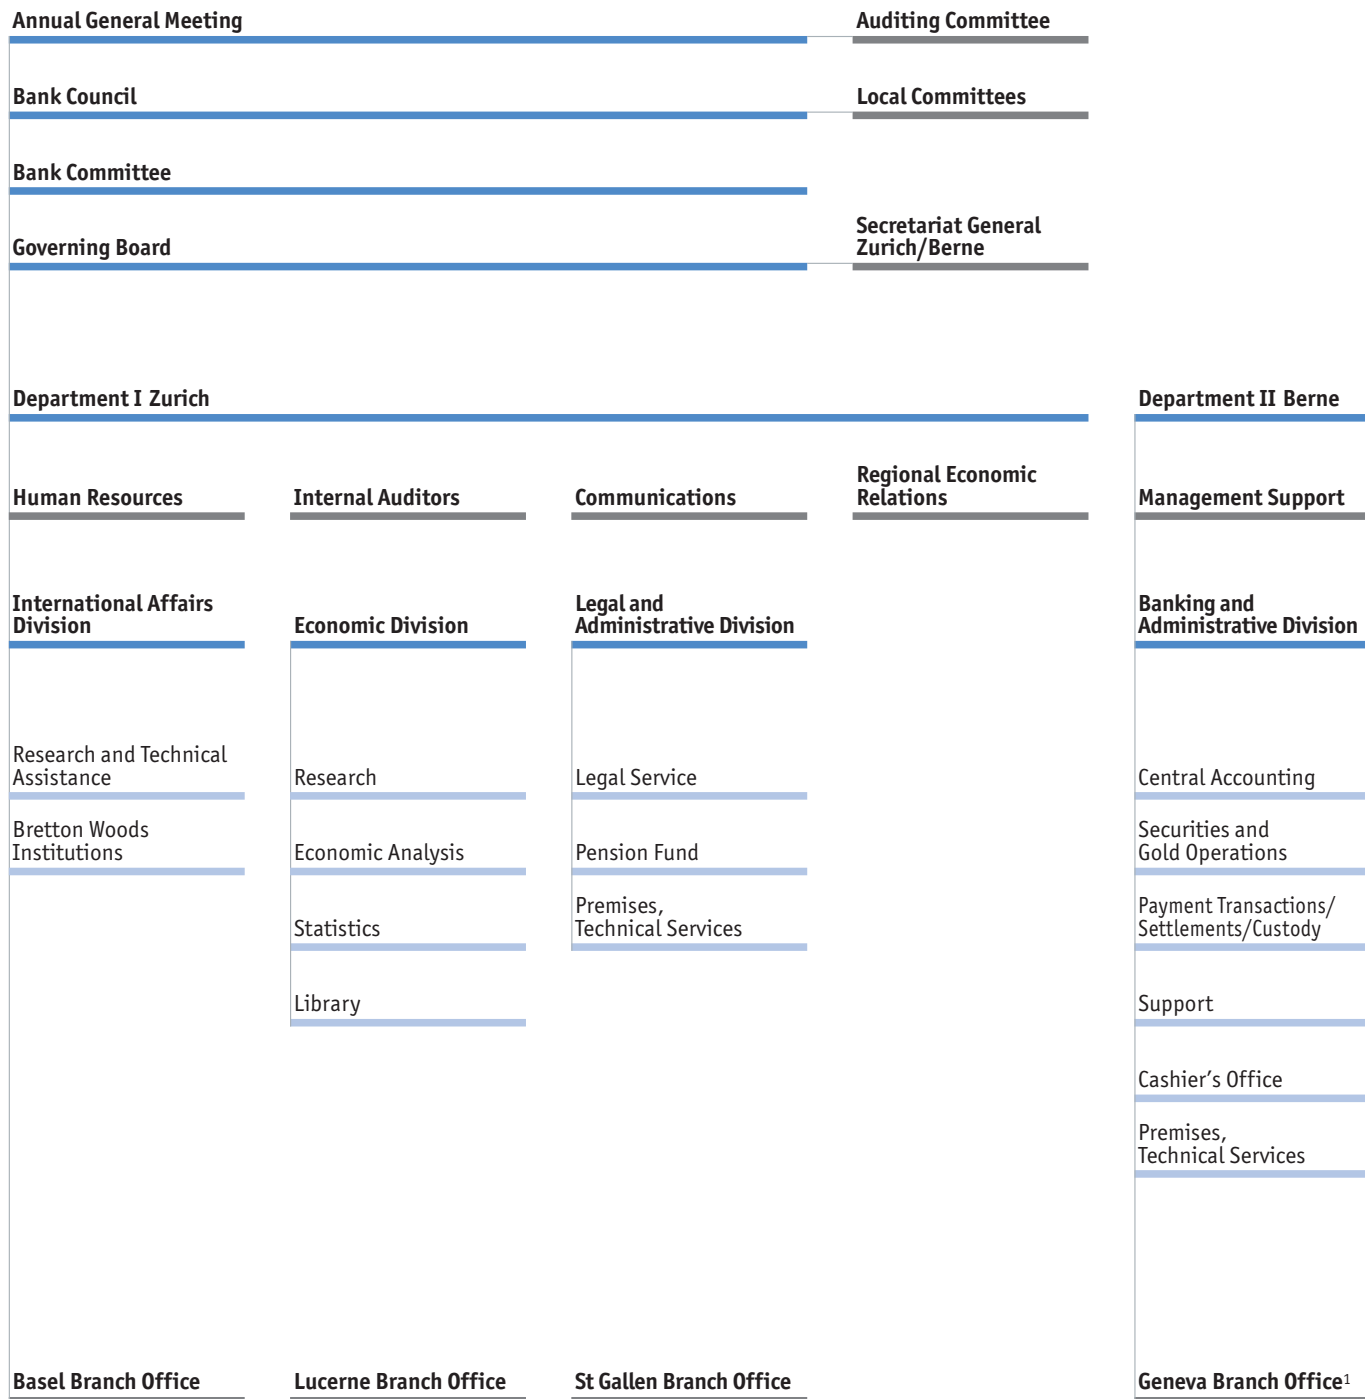 Annual General Meeting
Auditing Committee
Bank Council
Local Committees
Bank Committee
Governing Board
Secretariat General
Zurich/Berne
Department I Zurich
Department II Berne
Human Resources
Internal Auditors
Communications
Regional Economic
Relations
Management Support
International Affairs
Division
Economic Division
Legal and
Administrative Division
Banking and
Administrative Division
Research and Technical
Assistance
Research
Legal Service
Central Accounting
Bretton Woods
Institutions
Economic Analysis
Pension Fund
Securities and
Gold Operations
Statistics
Premises,
Technical Services
Payment Transactions/
Settlements/Custody
Library
Support
Cashier's Office
Premises,
Technical Services
Basel Branch Office
Lucerne Branch Office
St Gallen Branch Office
Geneva Branch Office¹